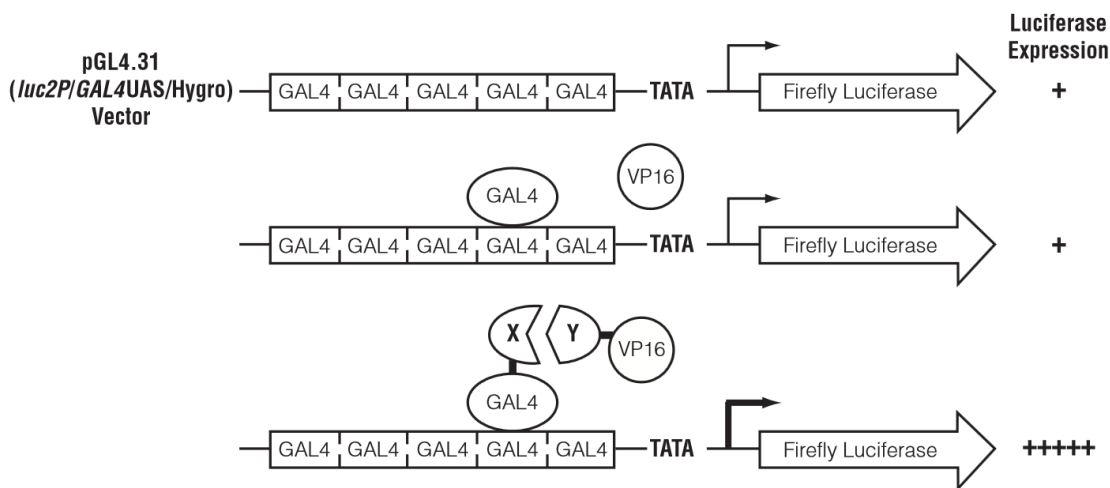 Luciferase
Expression
pGL4.31
(luc2P/GAL4UAS/Hygro)
Vector
GAL4 GAL4 GAL4 GAL4 GAL4 TATA Firefly Luciferase +
GAL4 VP16
GAL4 GAL4 GAL4 GAL4 GAL4 TATA Firefly Luciferase +
X Y VP16
GAL4
GAL4 GAL4 GAL4 GAL4 GAL4 TATA Firefly Luciferase +++++